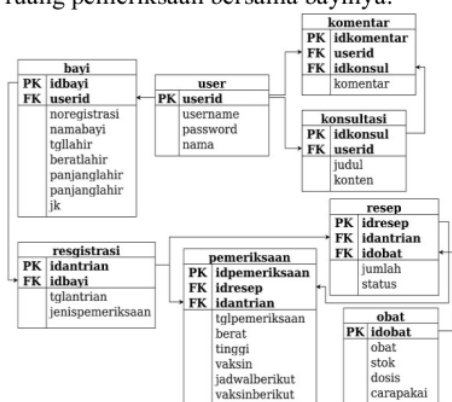 ruang pemeriksaan bersama bayinya.
komentar
PK idkomentar
FK userid
FK idkonsul
komentar
bayi
PK idbayi
FK userid
noregistrasi
namabayi
tgllahir
beratlahir
panjanglahir
panjanglahir
jk
user
PK userid
username
password
nama
konsultasi
PK idkonsul
FK userid
judul
konten
resep
PK idresep
FK idantrian
FK idobat
jumlah
status
resgistrasi
PK idantrian
FK idbayi
tglantrian
jenispemeriksaan
pemeriksaan
PK idpemeriksaan
FK idresep
FK idantrian
tglpemeriksaan
berat
tinggi
vaksin
jadwalberikut
vaksinberikut
obat
PK idobat
obat
stok
dosis
carapakai